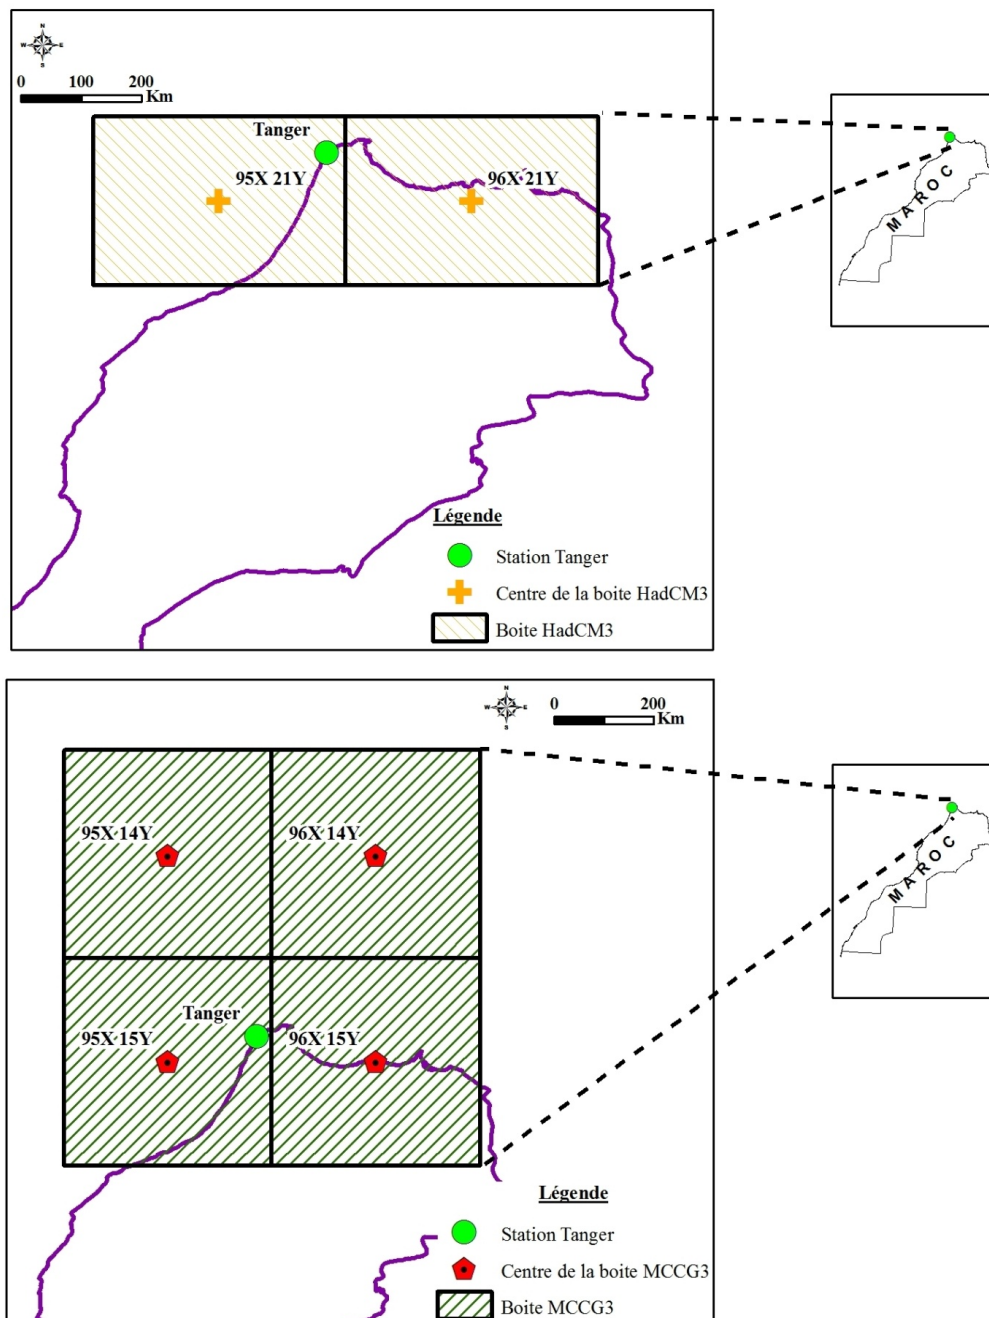 N
W E
S
0 100 200
Km
Tanger
95X 21Y
96X 21Y
MAROC
Légende
Station Tanger
Centre de la boite HadCM3
Boite HadCM3
N
W E
S
0 200
Km
95X 14Y
96X 14Y
Tanger
95X 15Y
96X 15Y
MAROC
Légende
Station Tanger
Centre de la boite MCCG3
Boite MCCG3